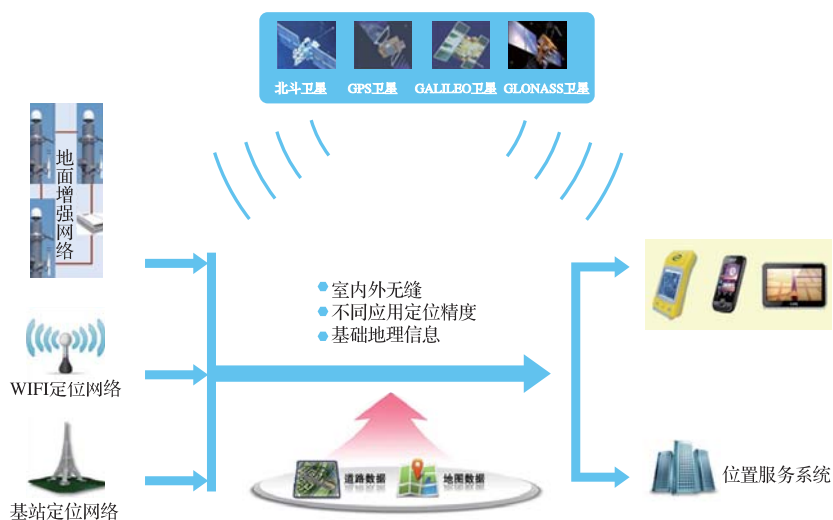 北斗卫星 GPS卫星 GALILEO卫星 GLONASS卫星
地面增强网络
室内外无缝
不同应用定位精度
基础地理信息
WIFI定位网络
道路数据 地图数据
位置服务系统
基站定位网络